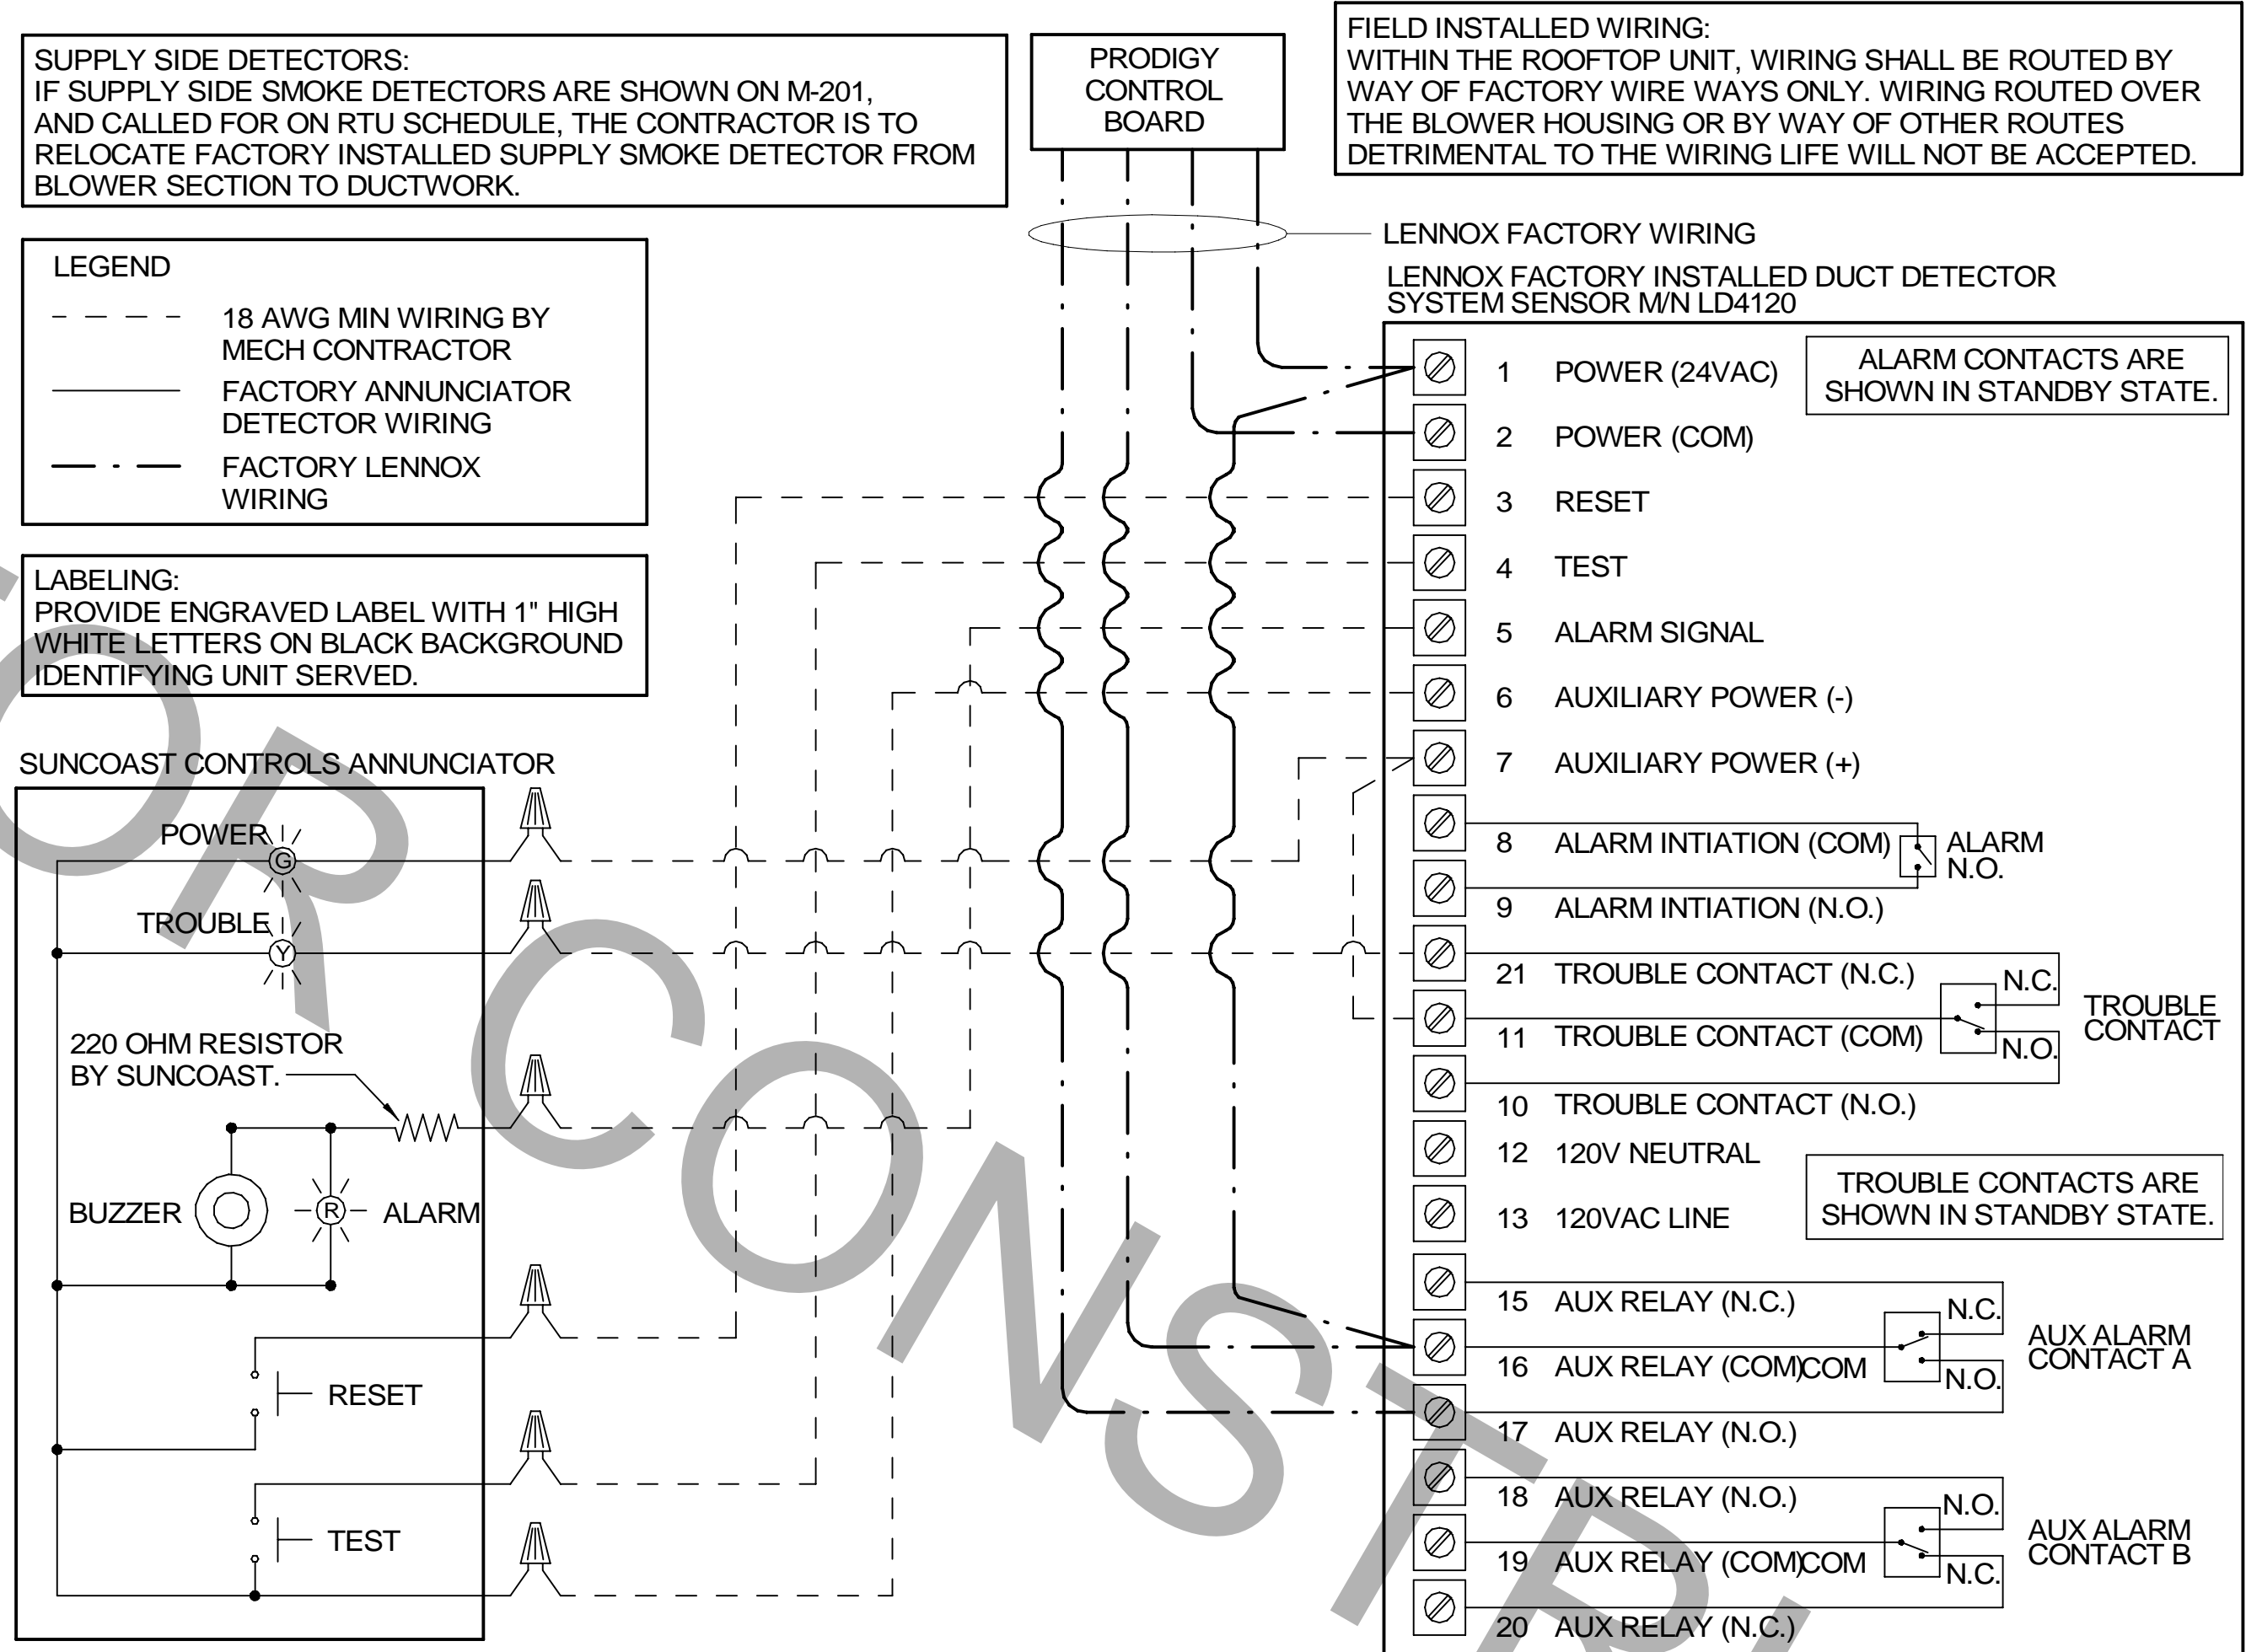 SUPPLY SIDE DETECTORS:
IF SUPPLY SIDE SMOKE DETECTORS ARE SHOWN ON M-201,
AND CALLED FOR ON RTU SCHEDULE, THE CONTRACTOR IS TO
RELOCATE FACTORY INSTALLED SUPPLY SMOKE DETECTOR FROM
BLOWER SECTION TO DUCTWORK.
PRODIGY
CONTROL
BOARD
FIELD INSTALLED WIRING:
WITHIN THE ROOFTOP UNIT, WIRING SHALL BE ROUTED BY
WAY OF FACTORY WIRE WAYS ONLY. WIRING ROUTED OVER
THE BLOWER HOUSING OR BY WAY OF OTHER ROUTES
DETRIMENTAL TO THE WIRING LIFE WILL NOT BE ACCEPTED.
LENNOX FACTORY WIRING
LEGEND
18 AWG MIN WIRING BY
MECH CONTRACTOR
FACTORY ANNUNCIATOR
DETECTOR WIRING
FACTORY LENNOX
WIRING
LABELING:
PROVIDE ENGRAVED LABEL WITH 1" HIGH
WHITE LETTERS ON BLACK BACKGROUND
IDENTIFYING UNIT SERVED.
SUNCOAST CONTROLS ANNUNCIATOR
POWER
G
TROUBLE
Y
220 OHM RESISTOR
BY SUNCOAST.
BUZZER
R
ALARM
RESET
TEST
LENNOX FACTORY INSTALLED DUCT DETECTOR
SYSTEM SENSOR M/N LD4120
1 POWER (24VAC)
ALARM CONTACTS ARE
SHOWN IN STANDBY STATE.
2 POWER (COM)
3 RESET
4 TEST
5 ALARM SIGNAL
6 AUXILIARY POWER (-)
7 AUXILIARY POWER (+)
8 ALARM INTIATION (COM)
ALARM
N.O.
9 ALARM INTIATION (N.O.)
21 TROUBLE CONTACT (N.C.)
N.C.
TROUBLE
CONTACT
11 TROUBLE CONTACT (COM)
N.O.
10 TROUBLE CONTACT (N.O.)
12 120V NEUTRAL
13 120VAC LINE
TROUBLE CONTACTS ARE
SHOWN IN STANDBY STATE.
15 AUX RELAY (N.C.)
N.C.
AUX ALARM
CONTACT A
16 AUX RELAY (COM)COM
N.O.
17 AUX RELAY (N.O.)
18 AUX RELAY (N.O.)
N.O.
AUX ALARM
CONTACT B
19 AUX RELAY (COM)COM
N.C.
20 AUX RELAY (N.C.)
OR CONSTR